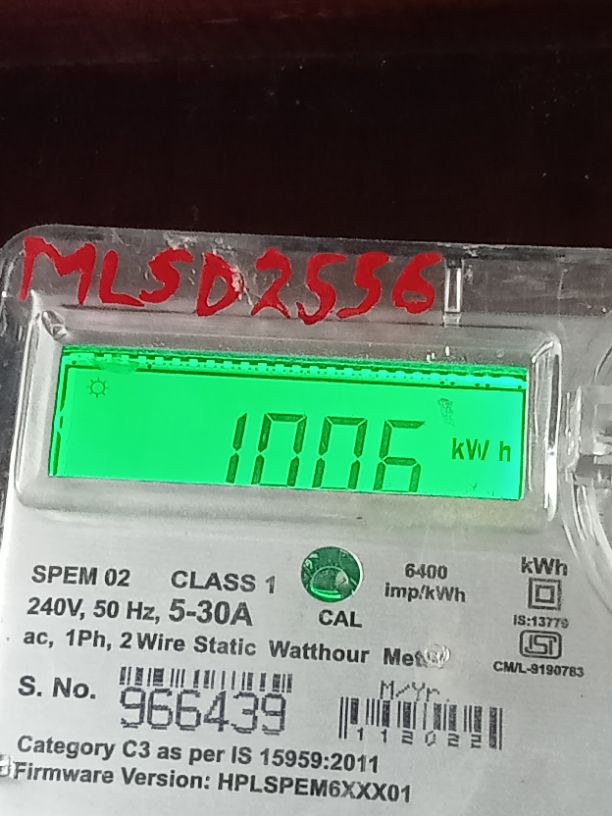 MLSD2556
1006 kWh
SPEM 02 CLASS 1 6400 imp/kWh kWh
240V, 50 Hz, 5-30A CAL IS:13779
ac, 1Ph, 2 Wire Static Watthour ISI
CM/L-9190783
S. No. 966439 M/Yr.
112022
Category C3 as per IS 15959:2011
Firmware Version: HPLSPEM6XXX01